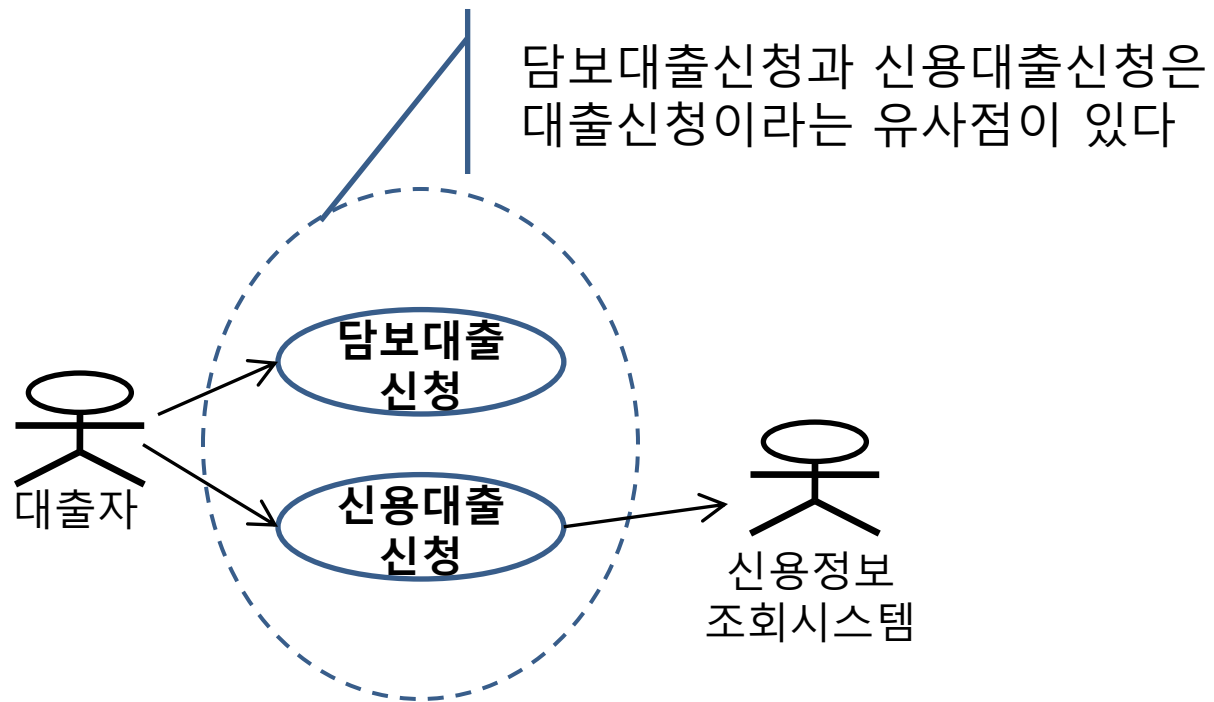 담보대출신청과 신용대출신청은
대출신청이라는 유사점이 있다
담보대출
신청
대출자
신용대출
신청
신용정보
조회시스템